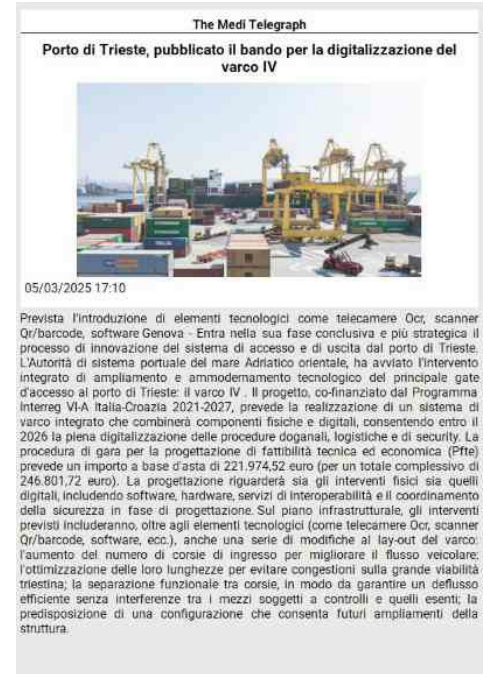 The Medi Telegraph
Porto di Trieste, pubblicato il bando per la digitalizzazione del
varco IV
05/03/2025 17:10
Prevista l'introduzione di elementi tecnologici come telecamere Ocr, scanner
Qr/barcode, software Genova - Entra nella sua fase conclusiva e più strategica il
processo di innovazione del sistema di accesso e di uscita dal porto di Trieste.
L'Autorità di sistema portuale del mare Adriatico orientale, ha avviato l'intervento
integrato di ampliamento e ammodernamento tecnologico del principale gate
d'accesso al porto di Trieste: il varco IV . Il progetto, co-finanziato dal Programma
Interreg VI-A Italia-Croazia 2021-2027, prevede la realizzazione di un sistema di
varco integrato che combinerà componenti fisiche e digitali, consentendo entro il
2026 la piena digitalizzazione delle procedure doganali, logistiche e di security. La
procedura di gara per la progettazione di fattibilità tecnica ed economica (Pfte)
prevede un importo a base d'asta di 221.974,52 euro (per un totale complessivo di
246.801,72 euro). La progettazione riguarderà sia gli interventi fisici sia quelli
digitali, includendo software, hardware, servizi di interoperabilità e il coordinamento
della sicurezza in fase di progettazione. Sul piano infrastrutturale, gli interventi
previsti includeranno, oltre agli elementi tecnologici (come telecamere Ocr, scanner
Qr/barcode, software, ecc.), anche una serie di modifiche al lay-out del varco:
l'aumento del numero di corsie di ingresso per migliorare il flusso veicolare;
l'ottimizzazione delle loro lunghezze per evitare congestioni sulla grande viabilità
triestina; la separazione funzionale tra corsie, in modo da garantire un deflusso
efficiente senza interferenze tra i mezzi soggetti a controlli e quelli esenti; la
predisposizione di una configurazione che consenta futuri ampliamenti della
struttura.